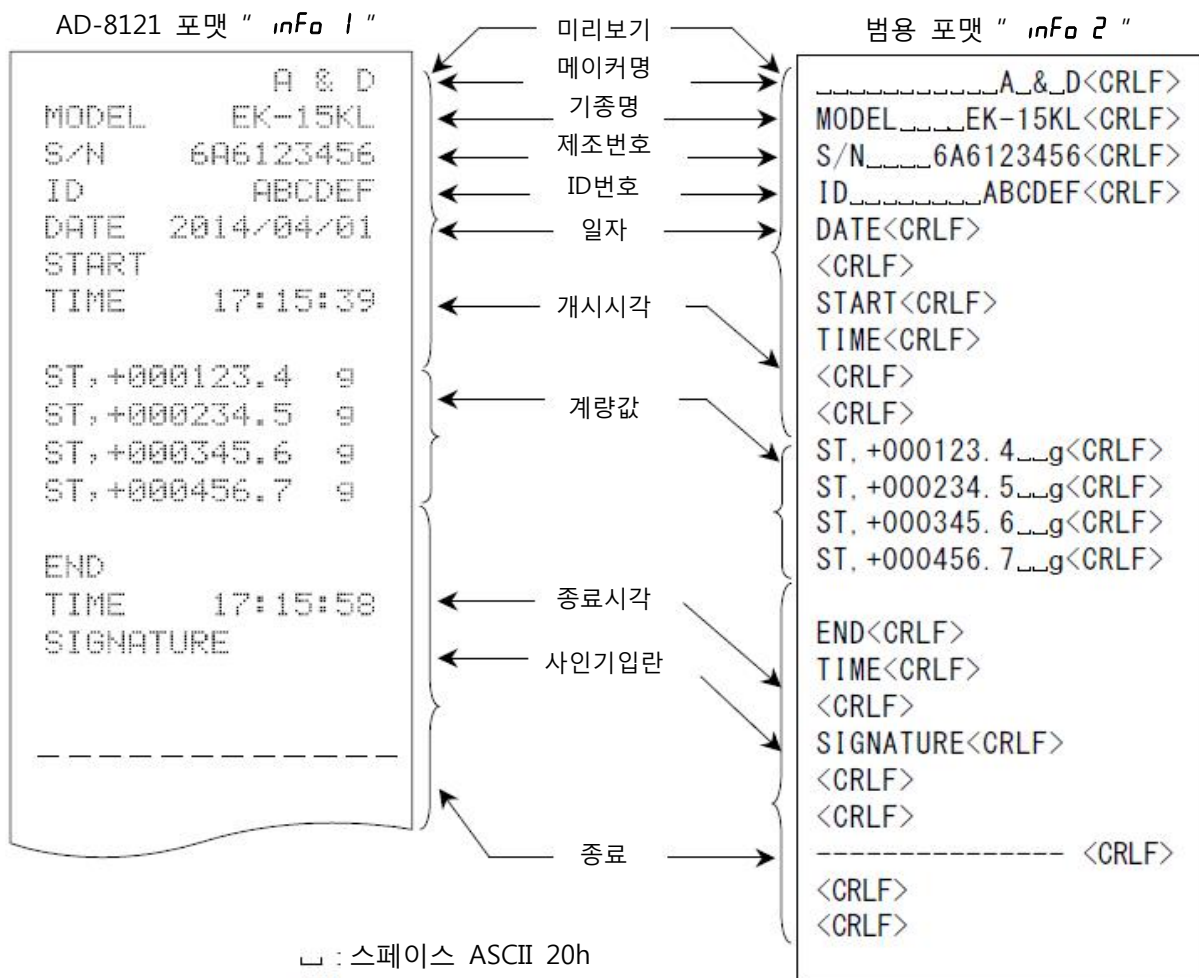 AD-8121 포맷 " info 1 "
A & D
MODEL EK-15KL
S/N 6A6123456
ID ABCDEF
DATE 2014/04/01
START
TIME 17:15:39
ST,+000123.4 g
ST,+000234.5 g
ST,+000345.6 g
ST,+000456.7 g
END
TIME 17:15:58
SIGNATURE
_ _ _ _ _ _ _ _ _ _ _ _ _ _ _
미리보기
메이커명
기종명
제조번호
ID번호
일자
개시시각
계량값
종료시각
사인기입란
종료
범용 포맷 " info 2 "
␣␣␣␣␣␣␣␣␣␣␣A␣&␣D<CRLF>
MODEL␣␣␣␣EK-15KL<CRLF>
S/N␣␣␣␣6A6123456<CRLF>
ID␣␣␣␣␣␣␣␣ABCDEF<CRLF>
DATE<CRLF>
<CRLF>
START<CRLF>
TIME<CRLF>
<CRLF>
<CRLF>
ST,+000123.4␣␣g<CRLF>
ST,+000234.5␣␣g<CRLF>
ST,+000345.6␣␣g<CRLF>
ST,+000456.7␣␣g<CRLF>
END<CRLF>
TIME<CRLF>
<CRLF>
SIGNATURE<CRLF>
<CRLF>
<CRLF>
--------------- <CRLF>
<CRLF>
<CRLF>
␣ : 스페이스 ASCII 20h